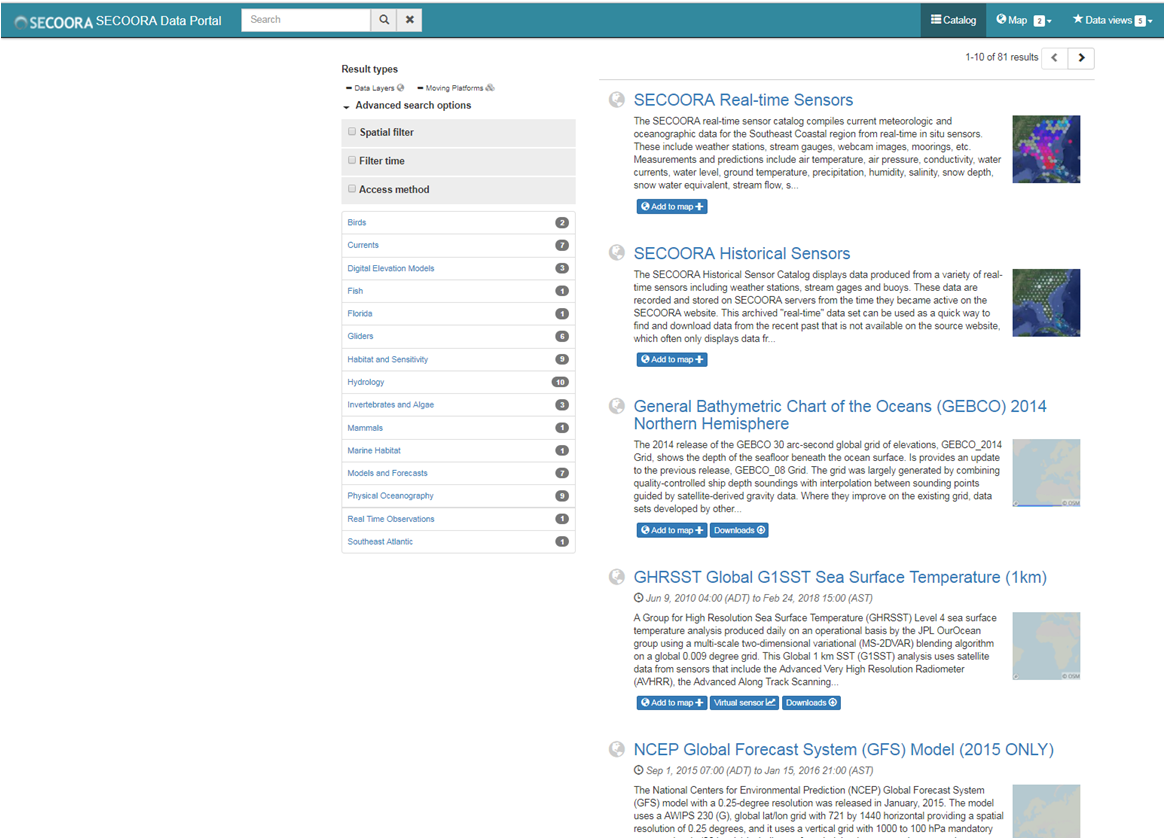 SECOORA SECOORA Data Portal
Search
Catalog
Map 2
Data views 5
1-10 of 81 results
Result types
Data Layers
Moving Platforms
Advanced search options
Spatial filter
Filter time
Access method
Birds 2
Currents 7
Digital Elevation Models 3
Fish 1
Florida 1
Gliders 6
Habitat and Sensitivity 9
Hydrology 10
Invertebrates and Algae 3
Mammals 1
Marine Habitat 1
Models and Forecasts 7
Physical Oceanography 9
Real Time Observations 1
Southeast Atlantic 1
SECOORA Real-time Sensors
The SECOORA real-time sensor catalog compiles current meteorologic and
oceanographic data for the Southeast Coastal region from real-time in situ sensors.
These include weather stations, stream gauges, webcam images, moorings, etc.
Measurements and predictions include air temperature, air pressure, conductivity, water
currents, water level, ground temperature, precipitation, humidity, salinity, snow depth,
snow water equivalent, stream flow, s...
Add to map
SECOORA Historical Sensors
The SECOORA Historical Sensor Catalog displays data produced from a variety of real-
time sensors including weather stations, stream gages and buoys. These data are
recorded and stored on SECOORA servers from the time they became active on the
SECOORA website. This archived "real-time" data set can be used as a quick way to
find and download data from the recent past that is not available on the source website,
which often only displays data fr...
Add to map
General Bathymetric Chart of the Oceans (GEBCO) 2014
Northern Hemisphere
The 2014 release of the GEBCO 30 arc-second global grid of elevations, GEBCO_2014
Grid, shows the depth of the seafloor beneath the ocean surface. Is provides an update
to the previous release, GEBCO_08 Grid. The grid was largely generated by combining
quality-controlled ship depth soundings with interpolation between sounding points
guided by satellite-derived gravity data. Where they improve on the existing grid, data
sets developed by other...
© OSM
Add to map
Downloads
GHRSST Global G1SST Sea Surface Temperature (1km)
Jun 9, 2010 04:00 (ADT) to Feb 24, 2018 15:00 (AST)
A Group for High Resolution Sea Surface Temperature (GHRSST) Level 4 sea surface
temperature analysis produced daily on an operational basis by the JPL OurOcean
group using a multi-scale two-dimensional variational (MS-2DVAR) blending algorithm
on a global 0.009 degree grid. This Global 1 km SST (G1SST) analysis uses satellite
data from sensors that include the Advanced Very High Resolution Radiometer
(AVHRR), the Advanced Along Track Scanning...
© OSM
Add to map
Virtual sensor
Downloads
NCEP Global Forecast System (GFS) Model (2015 ONLY)
Sep 1, 2015 07:00 (ADT) to Jan 15, 2016 21:00 (AST)
The National Centers for Environmental Prediction (NCEP) Global Forecast System
(GFS) model with a 0.25-degree resolution was released in January, 2015. The model
uses a AWIPS 230 (G), global lat/lon grid with 721 by 1440 horizontal providing a spatial
resolution of 0.25 degrees, and it uses a vertical grid with 1000 to 100 hPa mandatory